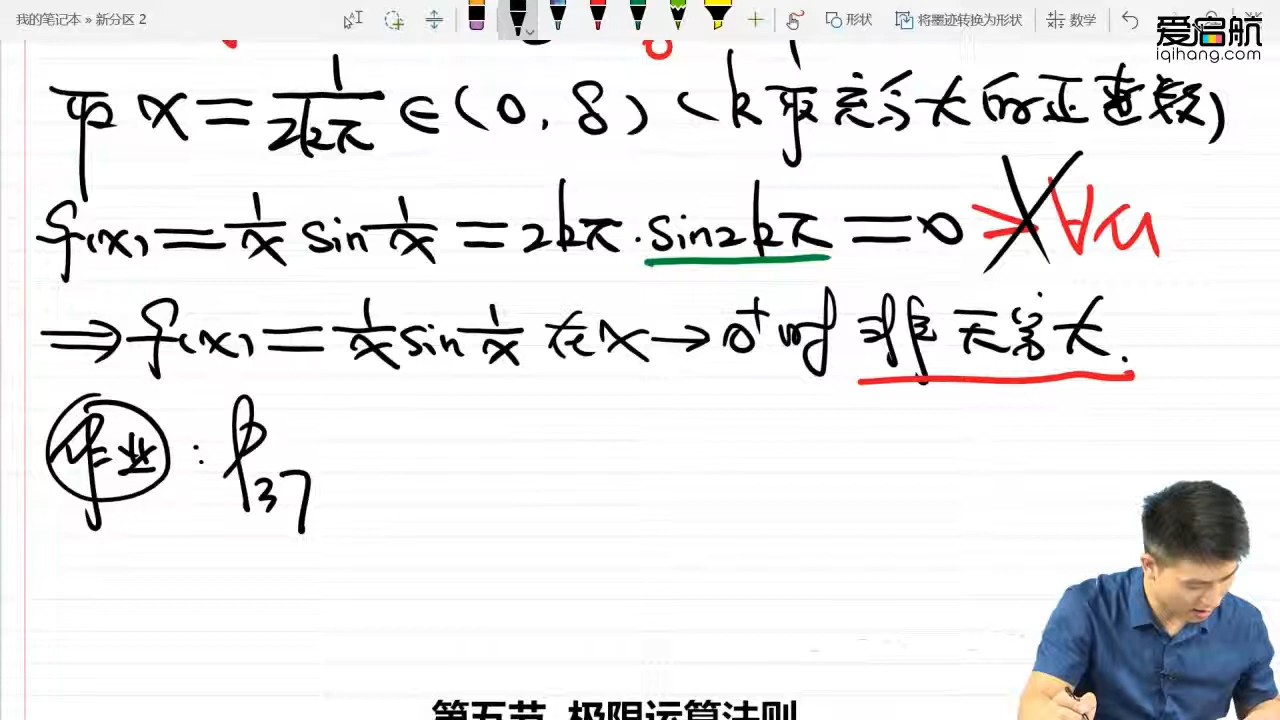 我的笔记本 » 新分区 2
形状
将墨迹转换为形状
数学
爱启航
iqihang.com
取 x = 1/2kπ ∈ (0, δ) (k取充分大的正整数)
f(x) = 1/x sin 1/x = 2kπ · sin2kπ = 0 > ∀M
⇒ f(x) = 1/x sin 1/x 在 x → 0⁺ 时 非无穷大.
作业 : P37
第五节 极限运算法则